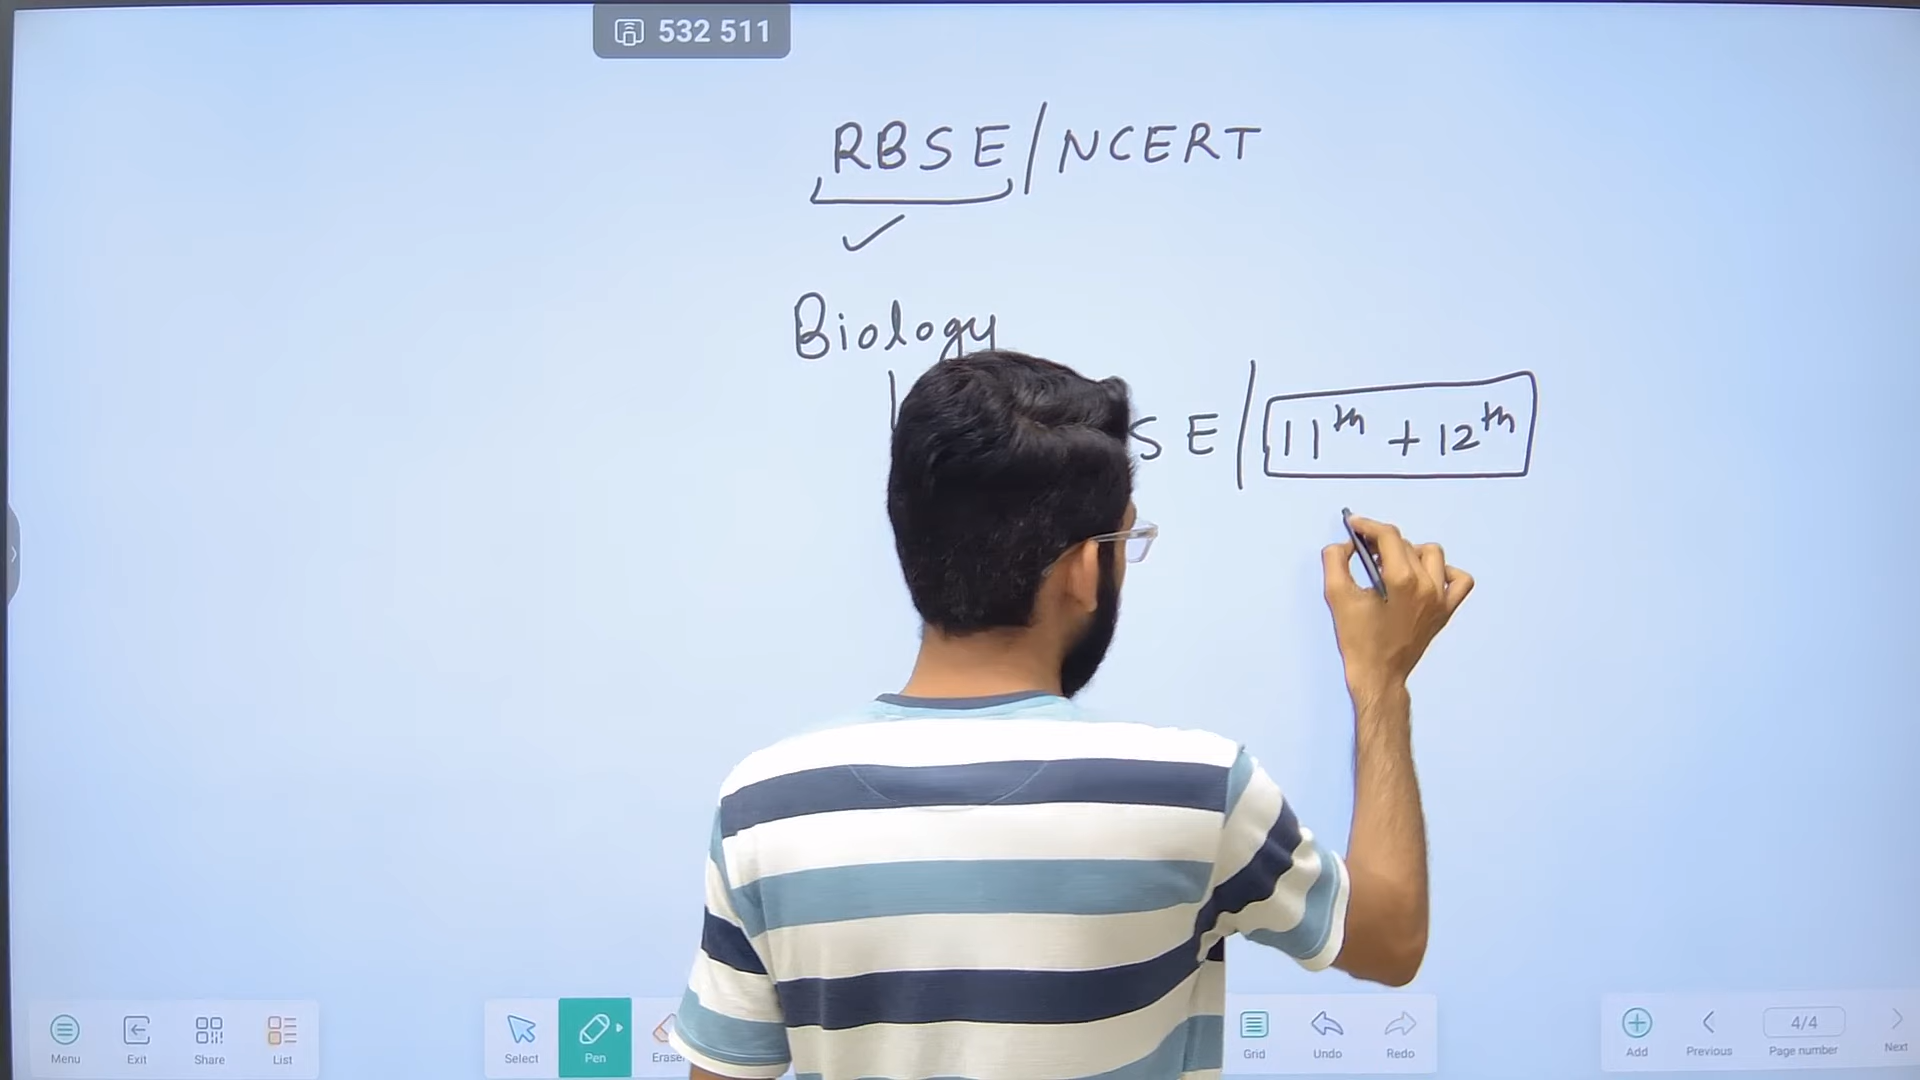 532 511
RBSE/NCERT
Biology
SE/11th + 12th
Menu Exit Share List Select Pen Eraser Grid Undo Redo Add Previous 4/4 Page number Next